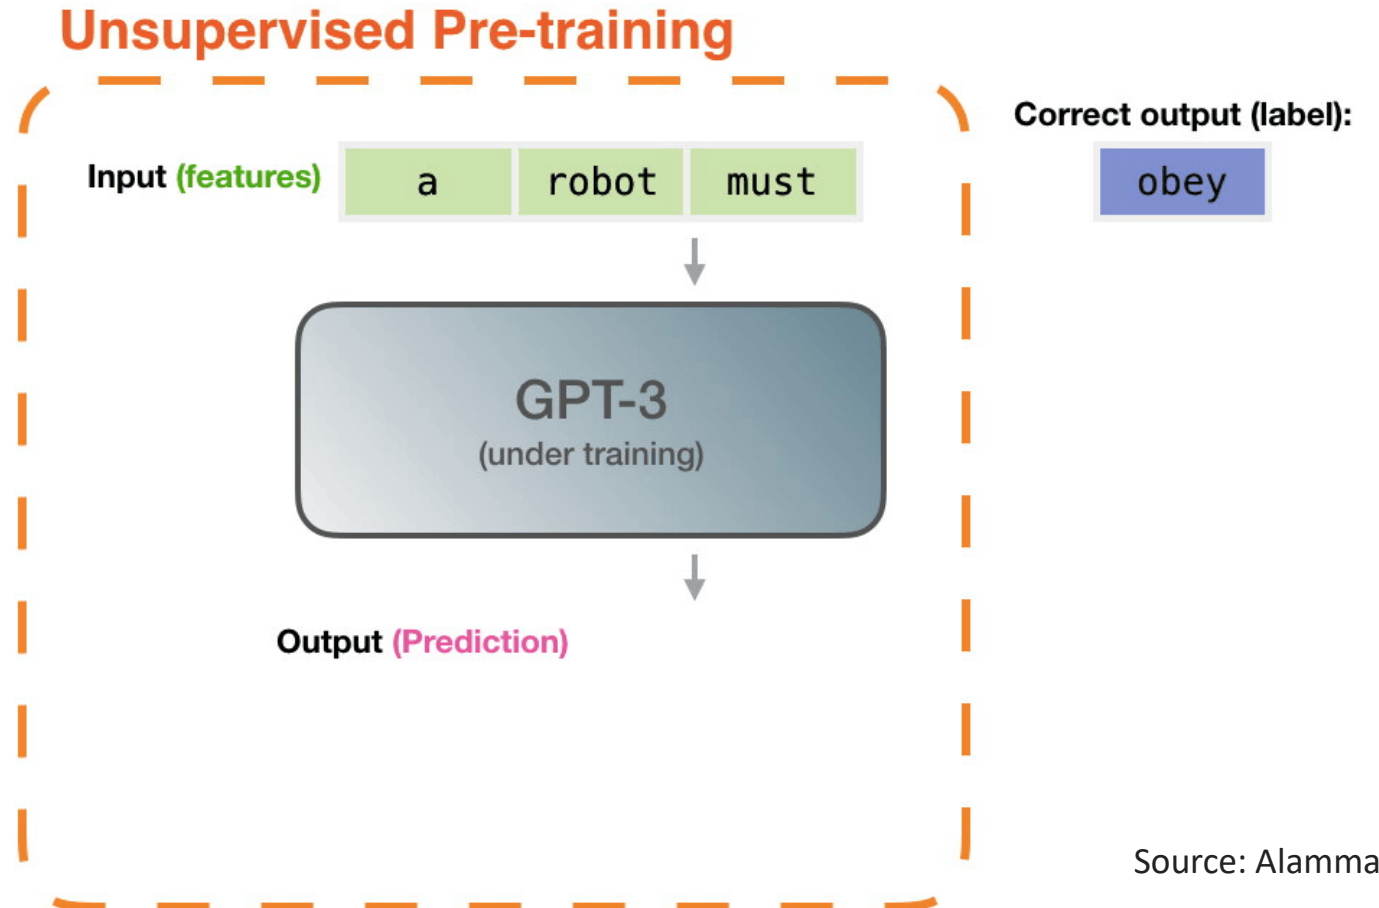 Unsupervised Pre-training
Correct output (label):
Input (features) a robot must
obey
GPT-3
(under training)
Output (Prediction)
Source: Alamma